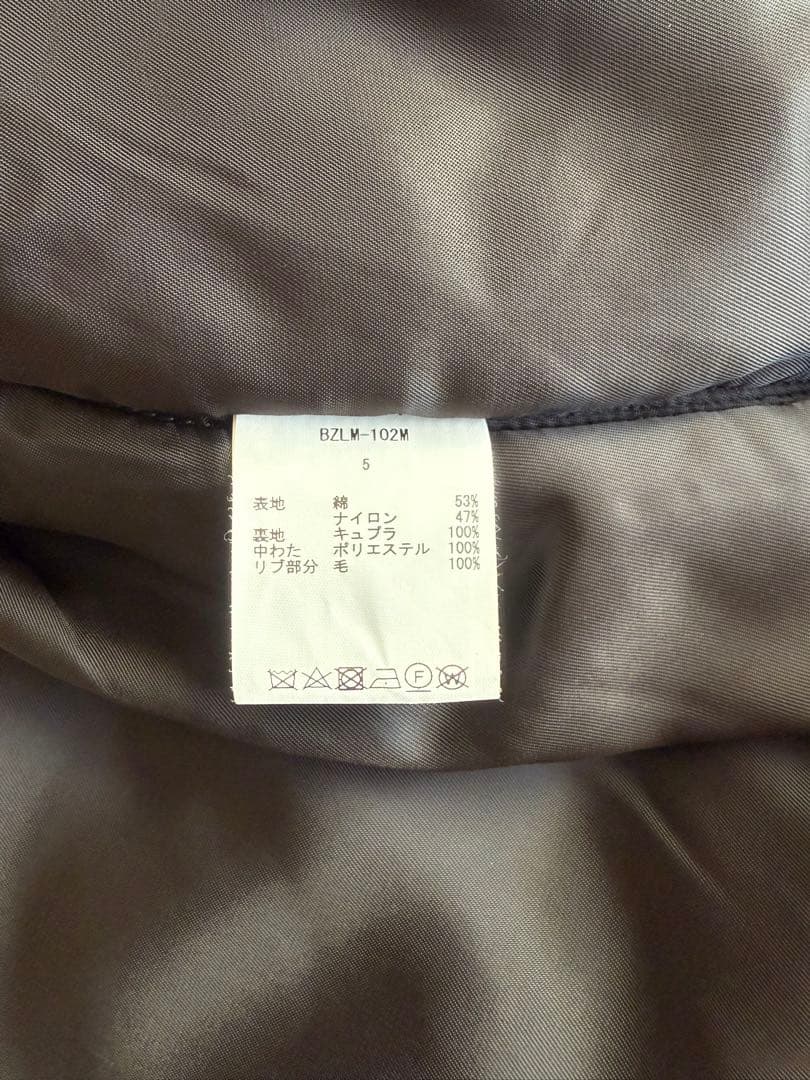 BZLM-102M
5
表地 綿 53%
ナイロン 47%
裏地 キュプラ 100%
中わた ポリエステル 100%
リブ部分 毛 100%
F W